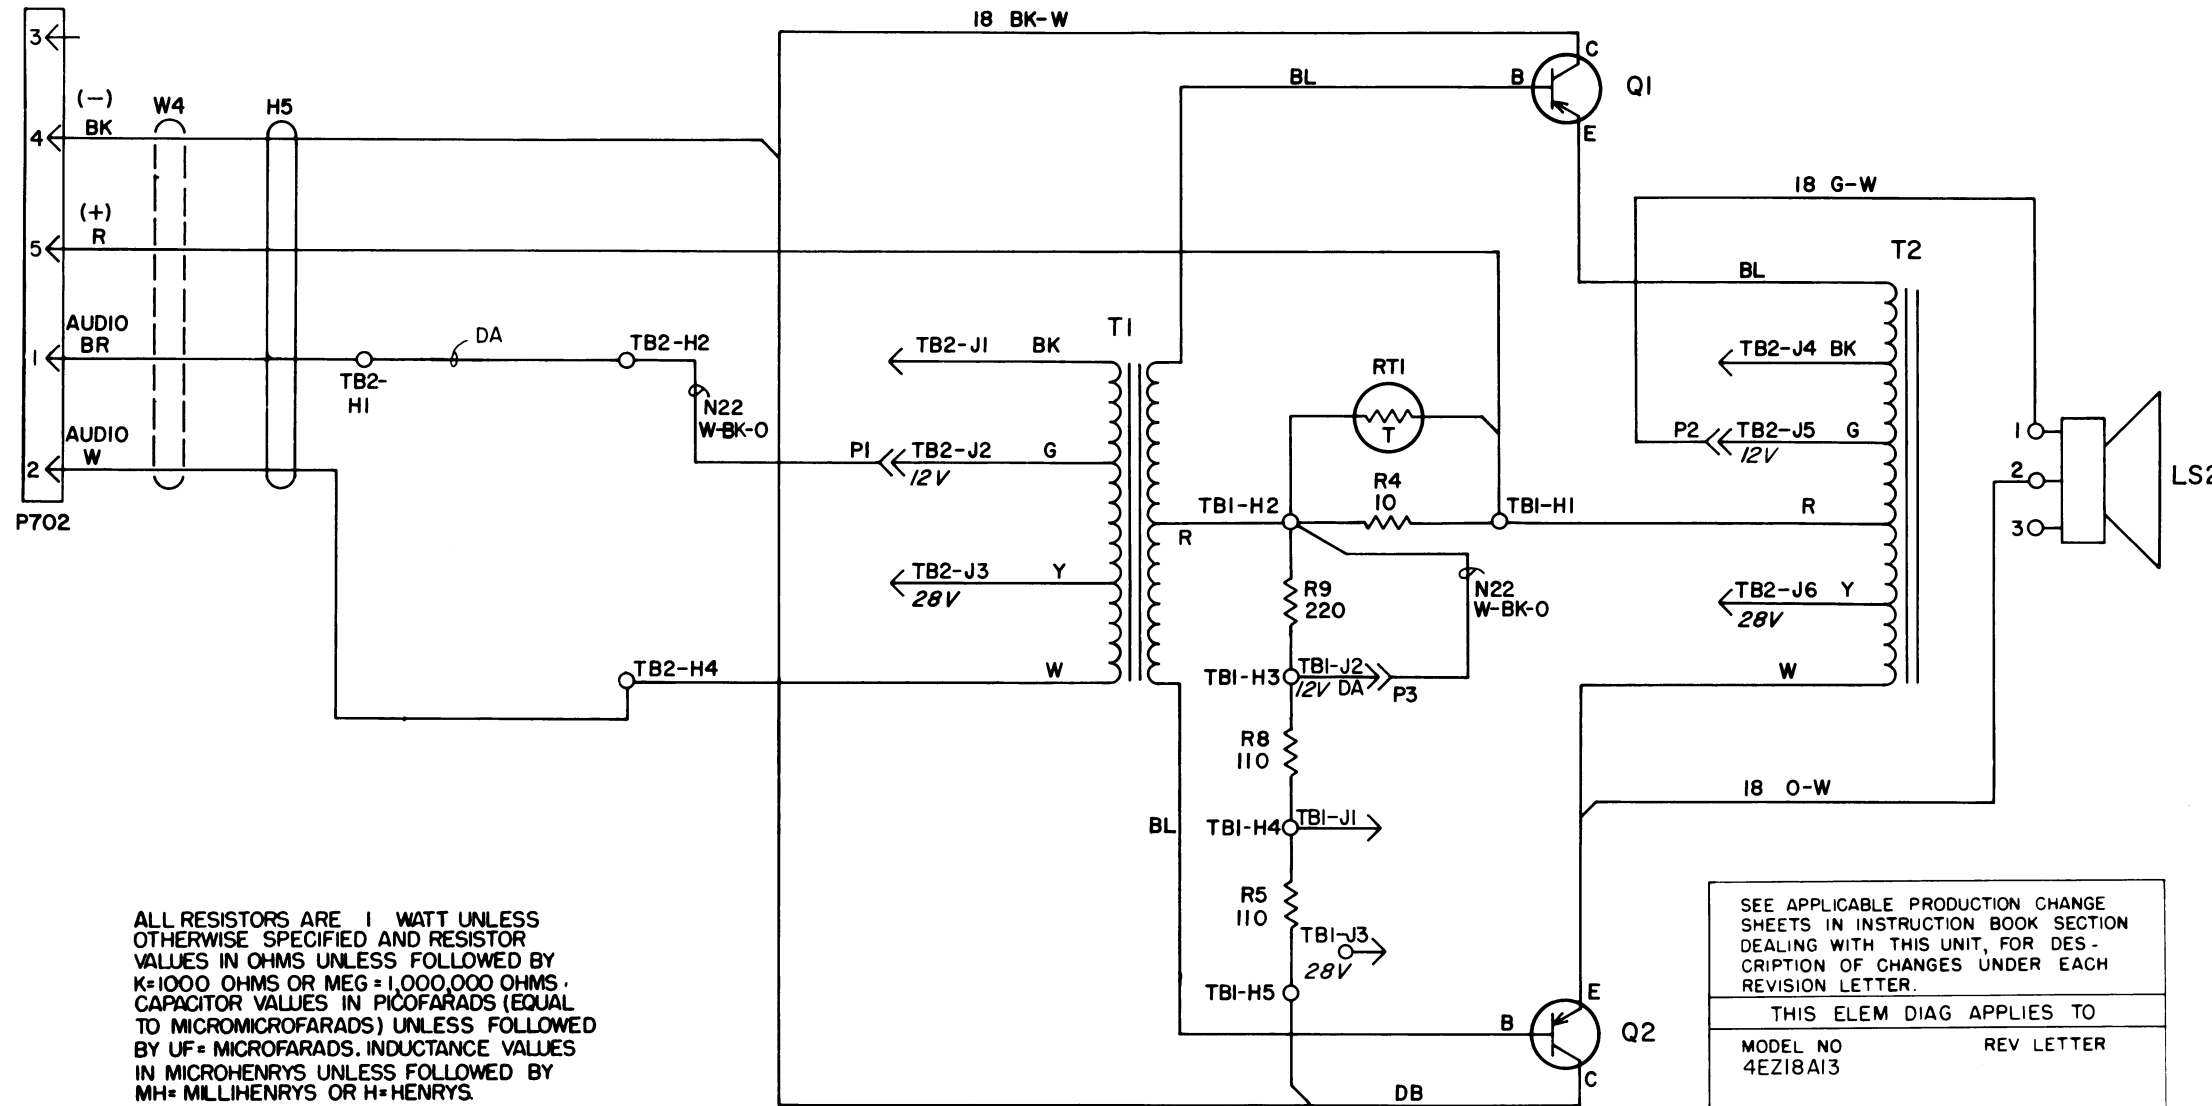 18 BK-W
3
C
B
Q1
BL
E
(-)
BK
4
W4
H5
18 G-W
(+)
R
5
T2
BL
AUDIO
BR
1
DA
TB2-H2
TB2-
H1
N22
W-BK-O
T1
TB2-J1 BK
RT1
T
TB2-J4 BK
AUDIO
W
2
P702
P1 TB2-J2 G
12V
P2 TB2-J5 G
12V
1
2
3
LS2
R4
10
TB1-H2
TB1-H1
R
R
TB2-J3 Y
28V
R9
220
N22
W-BK-O
TB2-J6 Y
28V
TB2-H4
W
TB1-H3
TB1-J2
12V DA
P3
W
R8
110
18 O-W
BL
TB1-H4
TB1-J1
R5
110
TB1-J3
28V
TB1-H5
E
B
Q2
C
DB
ALL RESISTORS ARE 1 WATT UNLESS
OTHERWISE SPECIFIED AND RESISTOR
VALUES IN OHMS UNLESS FOLLOWED BY
K=1000 OHMS OR MEG = 1,000,000 OHMS.
CAPACITOR VALUES IN PICOFARADS (EQUAL
TO MICROMICROFARADS) UNLESS FOLLOWED
BY UF= MICROFARADS. INDUCTANCE VALUES
IN MICROHENRYS UNLESS FOLLOWED BY
MH= MILLIHENRYS OR H=HENRYS.
SEE APPLICABLE PRODUCTION CHANGE
SHEETS IN INSTRUCTION BOOK SECTION
DEALING WITH THIS UNIT, FOR DES-
CRIPTION OF CHANGES UNDER EACH
REVISION LETTER.
THIS ELEM DIAG APPLIES TO
MODEL NO REV LETTER
4EZ18A13